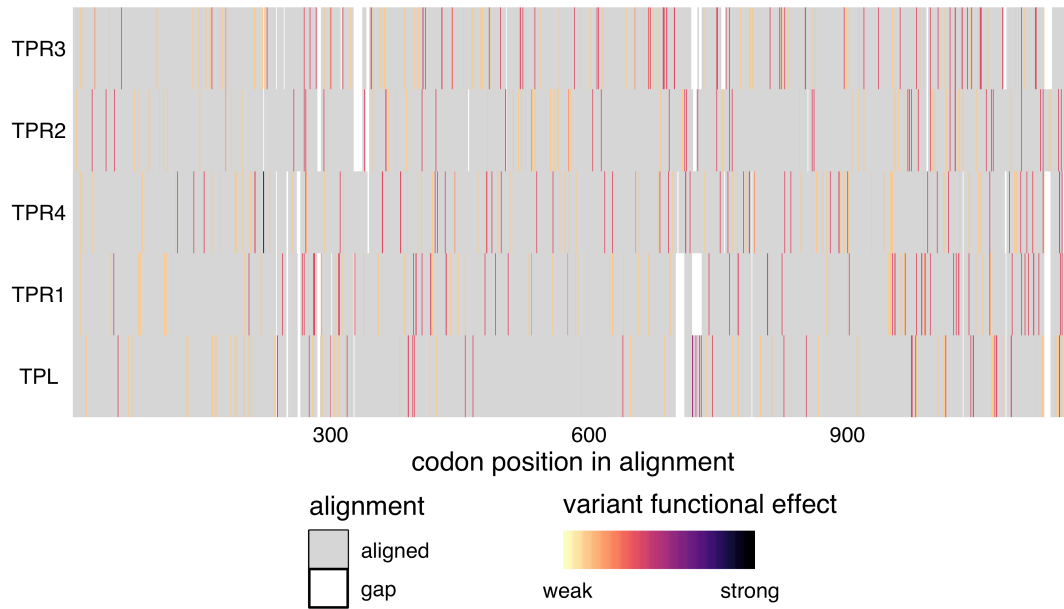 TPR3
TPR2
TPR4
TPR1
TPL
300 600 900
codon position in alignment
alignment
aligned
gap
variant functional effect
weak strong